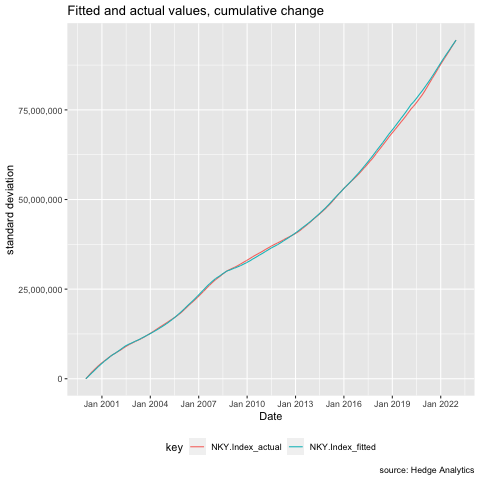 Fitted and actual values, cumulative change
standard deviation
75,000,000
50,000,000
25,000,000
0
Jan 2001 Jan 2004 Jan 2007 Jan 2010 Jan 2013 Jan 2016 Jan 2019 Jan 2022
Date
key NKY.Index_actual NKY.Index_fitted
source: Hedge Analytics